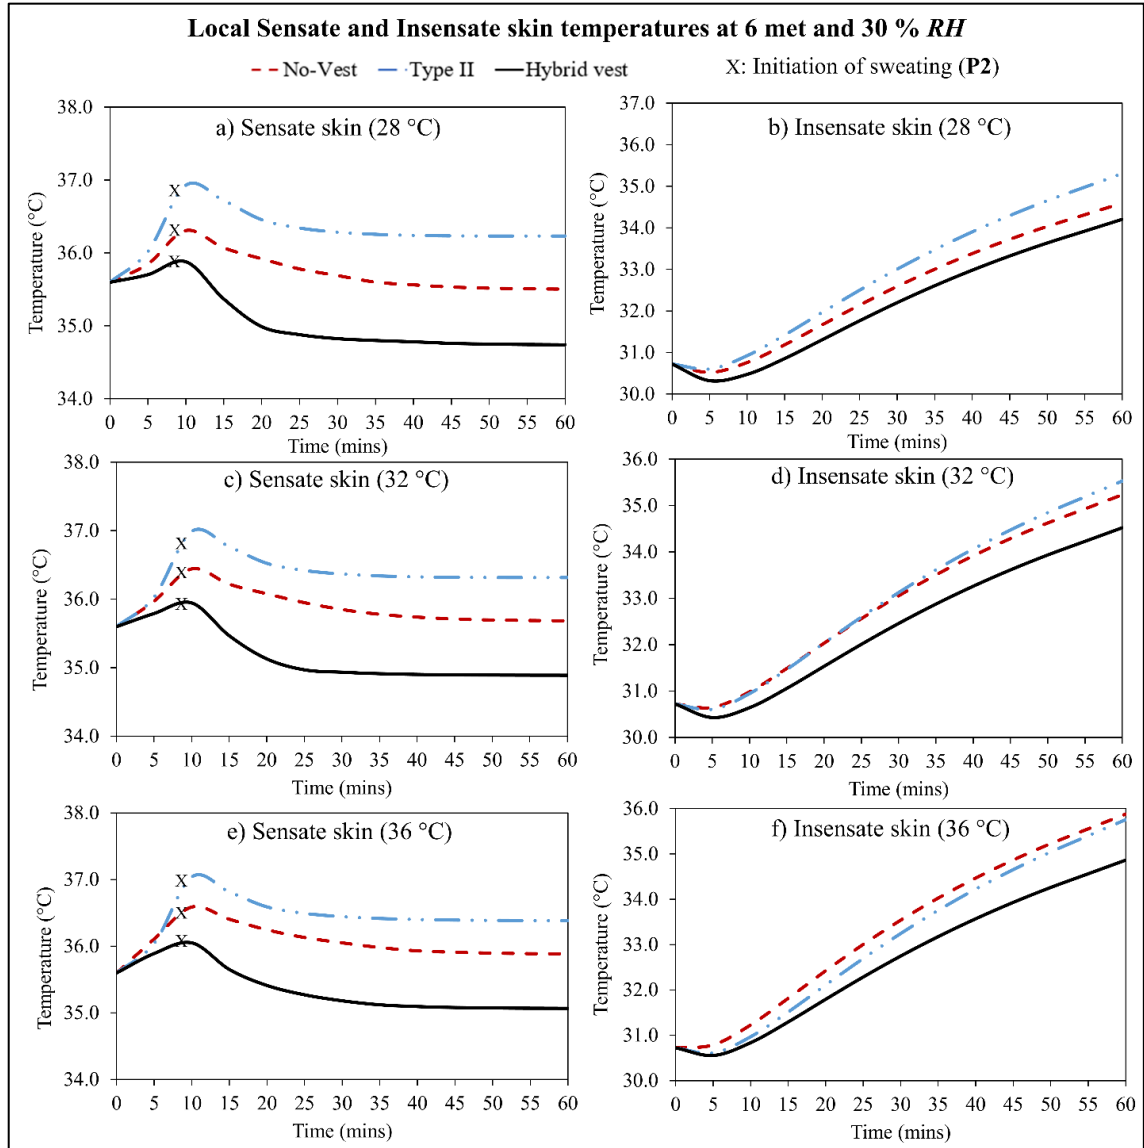 Local Sensate and Insensate skin temperatures at 6 met and 30 % RH
No-Vest Type II Hybrid vest X: Initiation of sweating (P2)
a) Sensate skin (28 °C)
Temperature (°C)
38.0
37.0
36.0
35.0
34.0
X
X
X
0 5 10 15 20 25 30 35 40 45 50 55 60
Time (mins)
b) Insensate skin (28 °C)
Temperature (°C)
37.0
36.0
35.0
34.0
33.0
32.0
31.0
30.0
0 5 10 15 20 25 30 35 40 45 50 55 60
Time (mins)
c) Sensate skin (32 °C)
Temperature (°C)
38.0
37.0
36.0
35.0
34.0
X
X
X
0 5 10 15 20 25 30 35 40 45 50 55 60
Time (mins)
d) Insensate skin (32 °C)
Temperature (°C)
36.0
35.0
34.0
33.0
32.0
31.0
30.0
0 5 10 15 20 25 30 35 40 45 50 55 60
Time (mins)
e) Sensate skin (36 °C)
Temperature (°C)
38.0
37.0
36.0
35.0
34.0
X
X
X
0 5 10 15 20 25 30 35 40 45 50 55 60
Time (mins)
f) Insensate skin (36 °C)
Temperature (°C)
36.0
35.0
34.0
33.0
32.0
31.0
30.0
0 5 10 15 20 25 30 35 40 45 50 55 60
Time (mins)